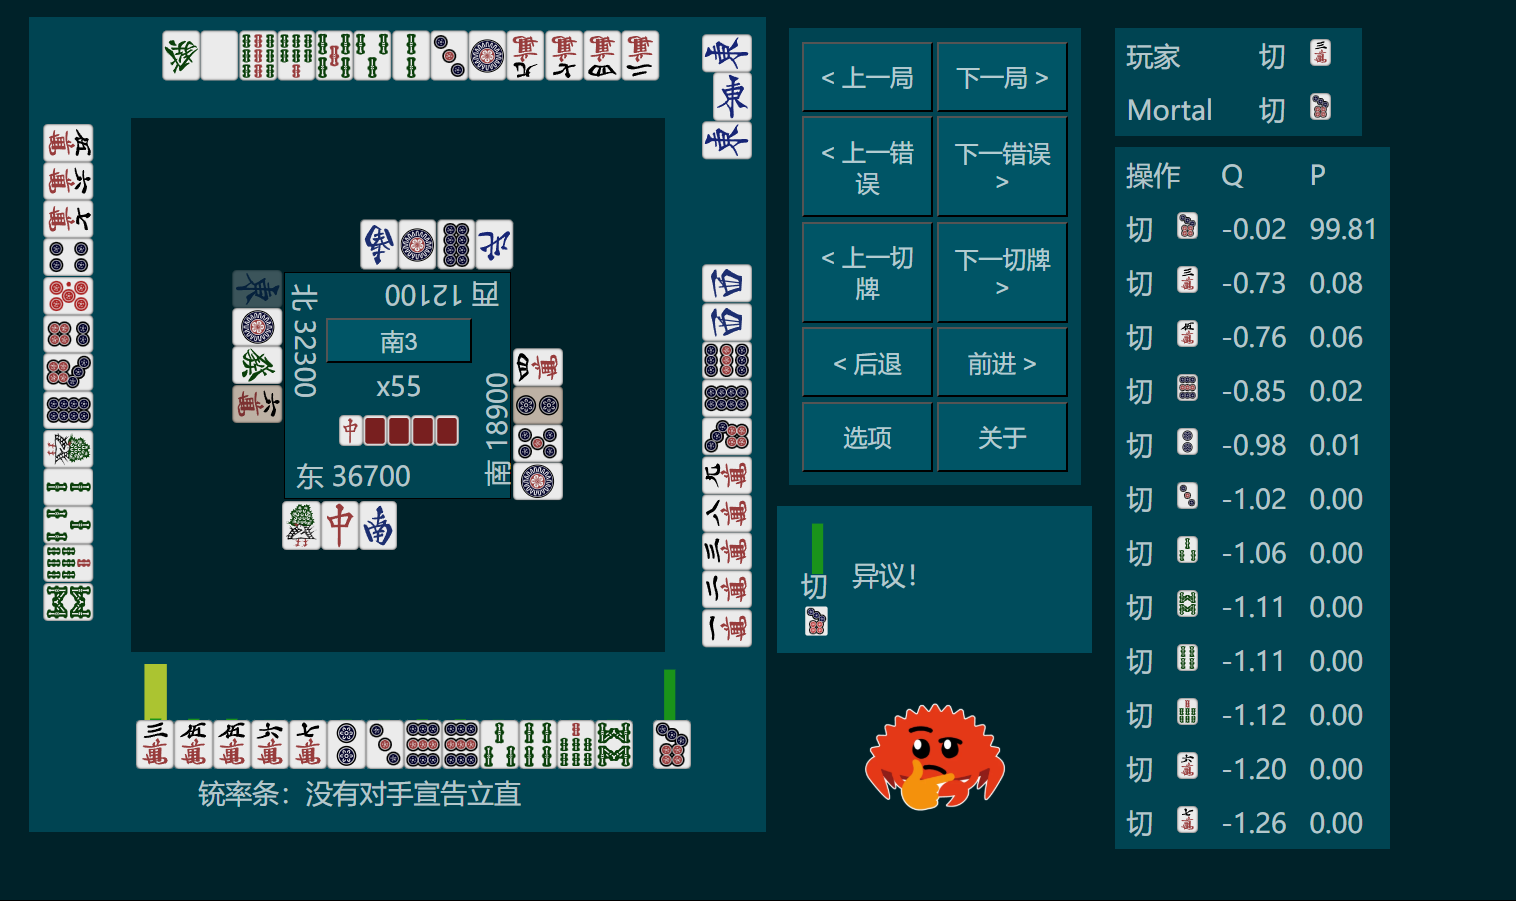 北 32300
西 12100
南3
x55
东 36700
南 18900
铳率条：没有对手宣告立直
< 上一局
下一局 >
< 上一错误
下一错误 >
< 上一切牌
下一切牌 >
< 后退
前进 >
选项
关于
切
异议！
玩家 切
Mortal 切
操作 Q P
切 -0.02 99.81
切 -0.73 0.08
切 -0.76 0.06
切 -0.85 0.02
切 -0.98 0.01
切 -1.02 0.00
切 -1.06 0.00
切 -1.11 0.00
切 -1.11 0.00
切 -1.12 0.00
切 -1.20 0.00
切 -1.26 0.00